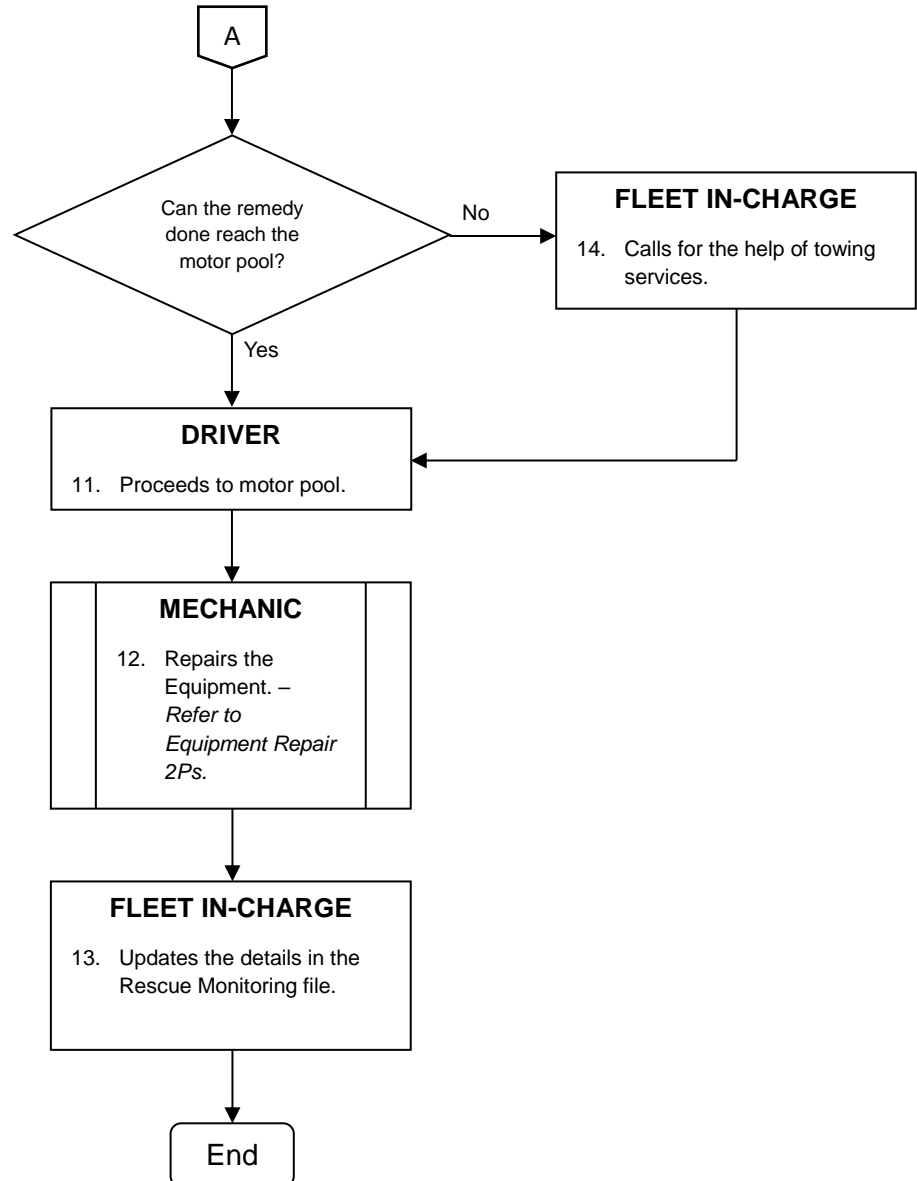 A
Can the remedy
done reach the
motor pool?
No
FLEET IN-CHARGE
14. Calls for the help of towing
services.
Yes
DRIVER
11. Proceeds to motor pool.
MECHANIC
12. Repairs the
Equipment. –
Refer to
Equipment Repair
2Ps.
FLEET IN-CHARGE
13. Updates the details in the
Rescue Monitoring file.
End